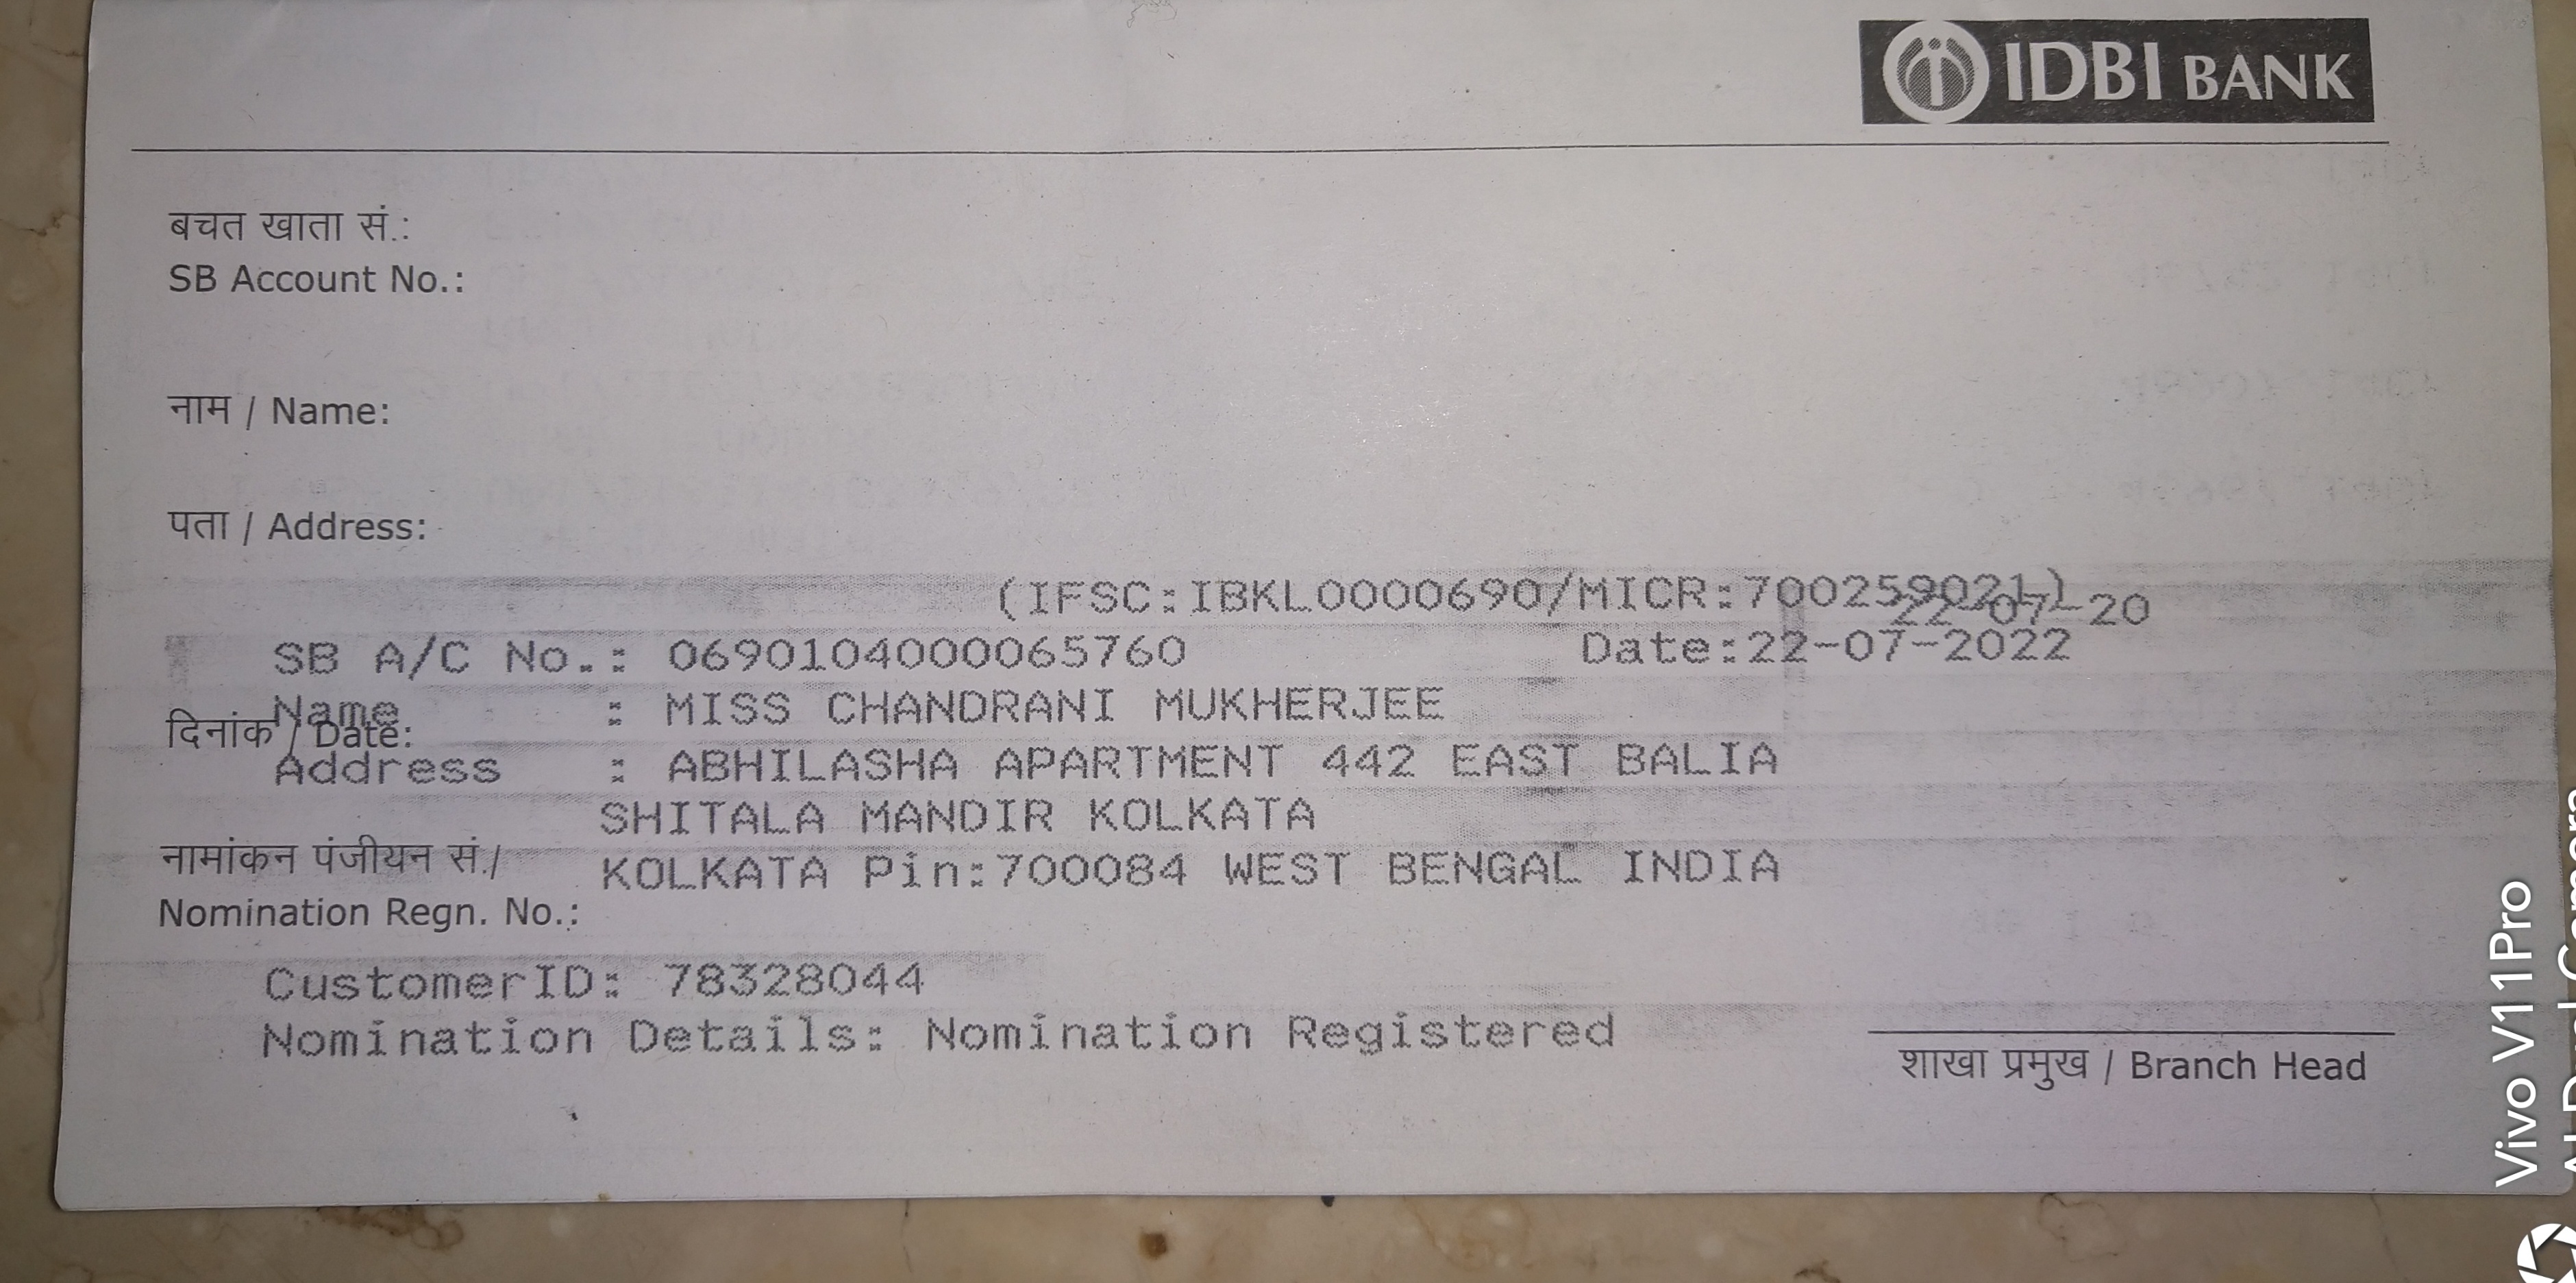 IDBI BANK
बचत खाता सं.:
SB Account No.:
नाम / Name:
पता / Address:
(IFSC:IBKL0000690/MICR:700259021)
22-07-20
SB A/C No.: 0690104000065760 Date:22-07-2022
Name : MISS CHANDRANI MUKHERJEE
दिनांक / Date:
Address : ABHILASHA APARTMENT 442 EAST BALIA
SHITALA MANDIR KOLKATA
नामांकन पंजीयन सं./
KOLKATA Pin:700084 WEST BENGAL INDIA
Nomination Regn. No.:
CustomerID: 78328044
Nomination Details: Nomination Registered
शाखा प्रमुख / Branch Head
Vivo V11Pro